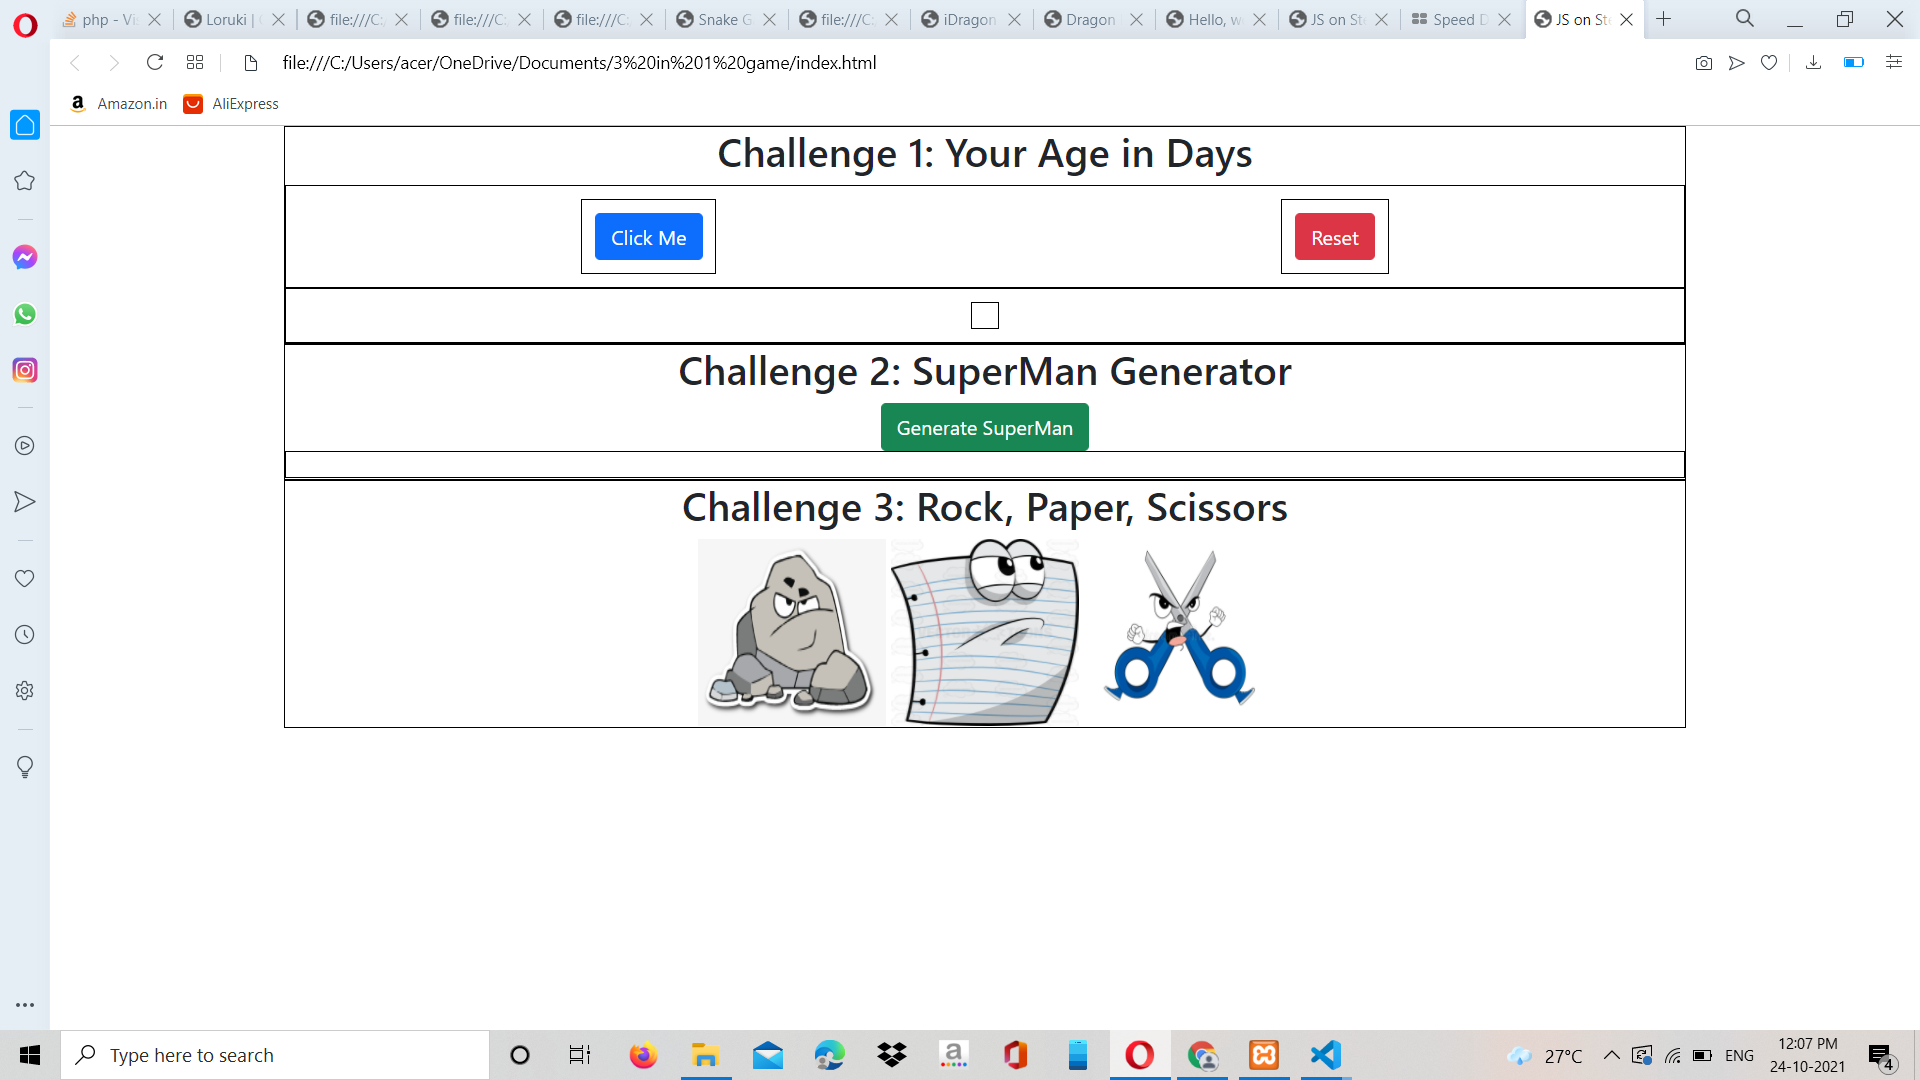 php - Vi
Loruki |
file:///C:
file:///C:
file:///C:
Snake G
file:///C:
iDragon
Dragon
Hello, w
JS on St
Speed D
JS on St
file:///C:/Users/acer/OneDrive/Documents/3%20in%201%20game/index.html
Amazon.in
AliExpress
Challenge 1: Your Age in Days
Click Me
Reset
Challenge 2: SuperMan Generator
Generate SuperMan
Challenge 3: Rock, Paper, Scissors
Type here to search
27°C
ENG
12:07 PM
24-10-2021
4